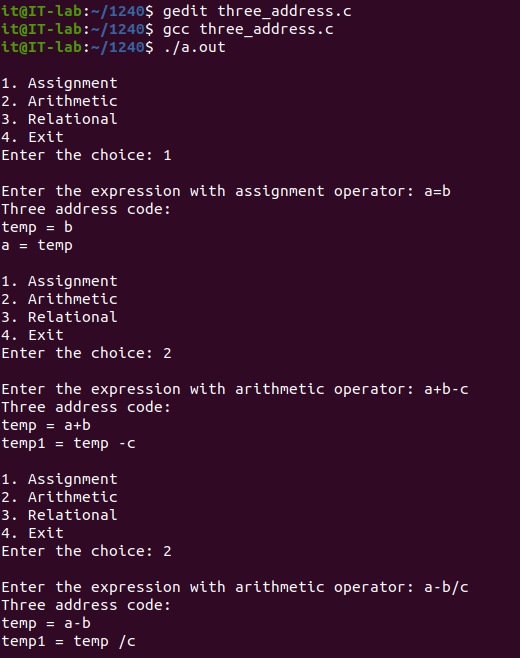 it@IT-lab:~/1240$ gedit three_address.c
it@IT-lab:~/1240$ gcc three_address.c
it@IT-lab:~/1240$ ./a.out
1. Assignment
2. Arithmetic
3. Relational
4. Exit
Enter the choice: 1
Enter the expression with assignment operator: a=b
Three address code:
temp = b
a = temp
1. Assignment
2. Arithmetic
3. Relational
4. Exit
Enter the choice: 2
Enter the expression with arithmetic operator: a+b-c
Three address code:
temp = a+b
temp1 = temp -c
1. Assignment
2. Arithmetic
3. Relational
4. Exit
Enter the choice: 2
Enter the expression with arithmetic operator: a-b/c
Three address code:
temp = a-b
temp1 = temp /c